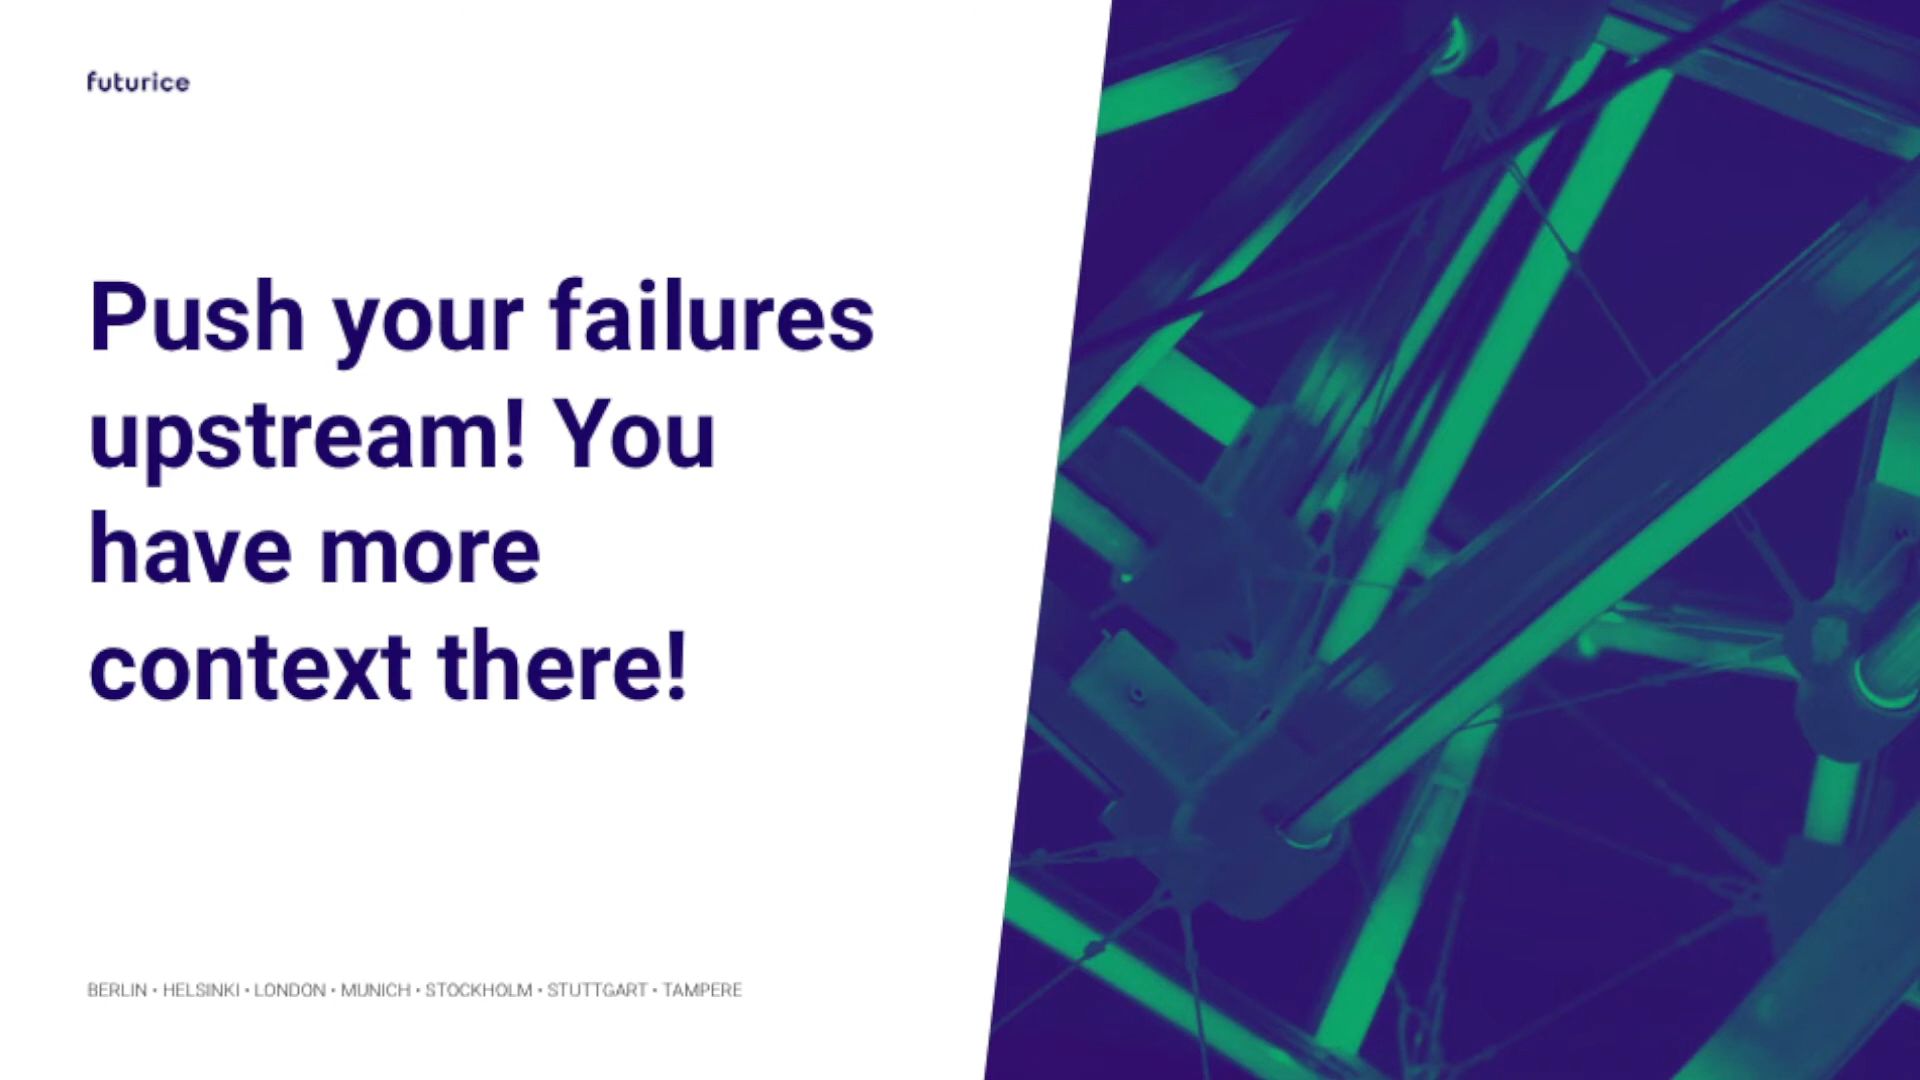 futurice
Push your failures
upstream! You
have more
context there!
BERLIN • HELSINKI • LONDON • MUNICH • STOCKHOLM • STUTTGART • TAMPERE